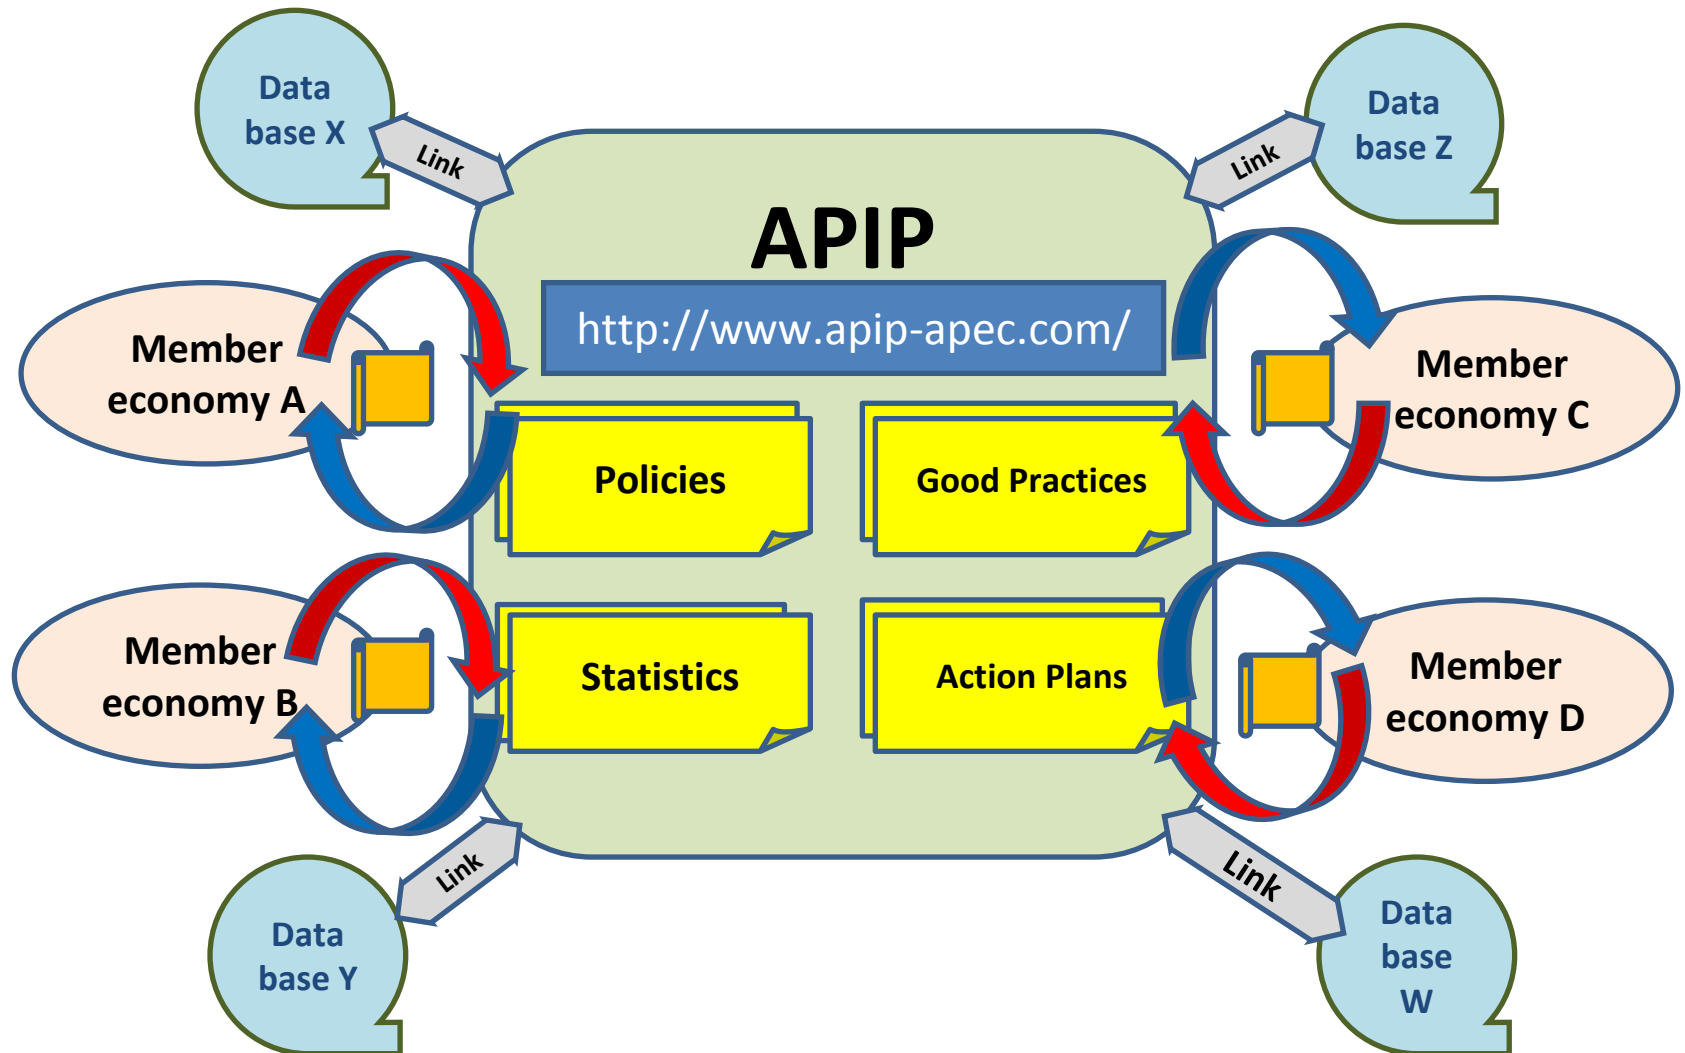 Data
base X
Link
Data
base Z
Link
APIP
http://www.apip-apec.com/
Member
economy A
Member
economy C
Policies
Good Practices
Member
economy B
Member
economy D
Statistics
Action Plans
Link
Data
base Y
Link
Data
base
W